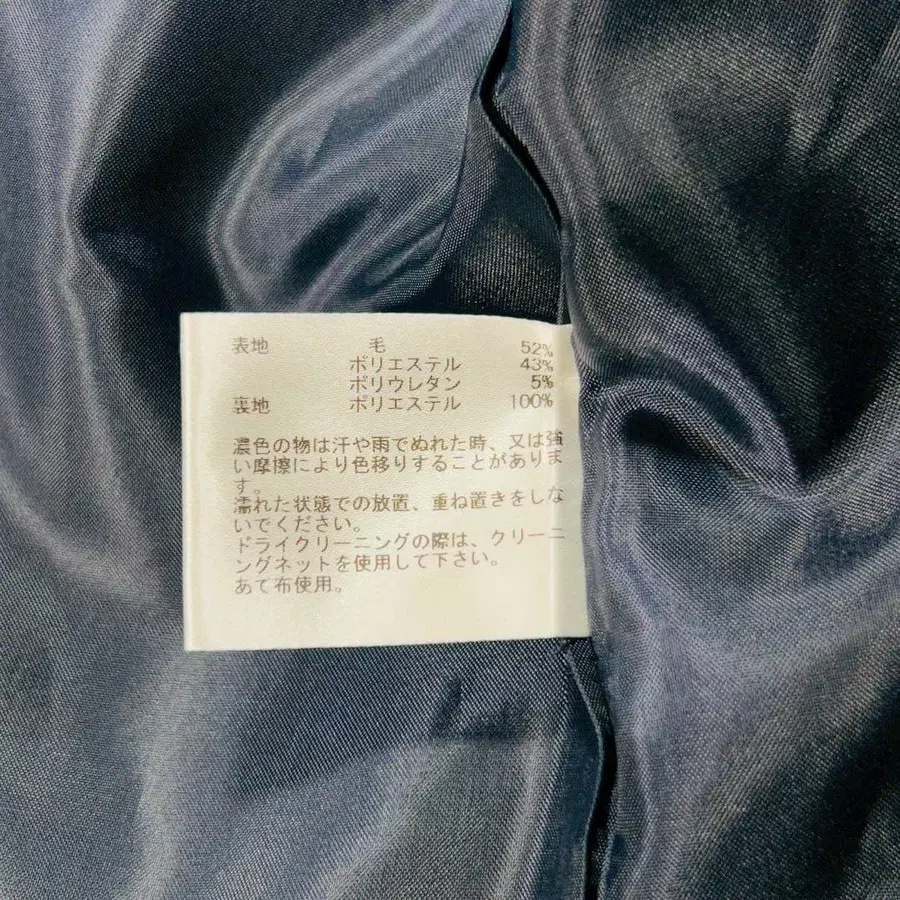 表地 毛 52%
ポリエステル 43%
ポリウレタン 5%
裏地 ポリエステル 100%
濃色の物は汗や雨でぬれた時、又は強
い摩擦により色移りすることがありま
す。
濡れた状態での放置、重ね置きをしな
いでください。
ドライクリーニングの際は、クリーニ
ングネットを使用して下さい。
あて布使用。